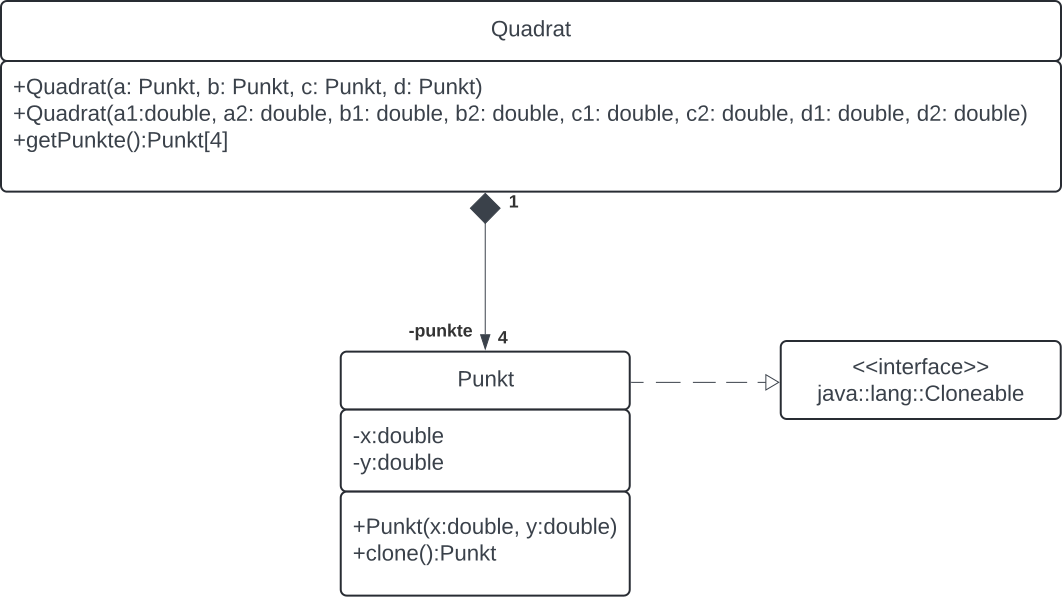 Quadrat
+Quadrat(a: Punkt, b: Punkt, c: Punkt, d: Punkt)
+Quadrat(a1:double, a2: double, b1: double, b2: double, c1: double, c2: double, d1: double, d2: double)
+getPunkte():Punkt[4]
1
-punkte
4
Punkt
-x:double
-y:double
+Punkt(x:double, y:double)
+clone():Punkt
<<interface>>
java::lang::Cloneable